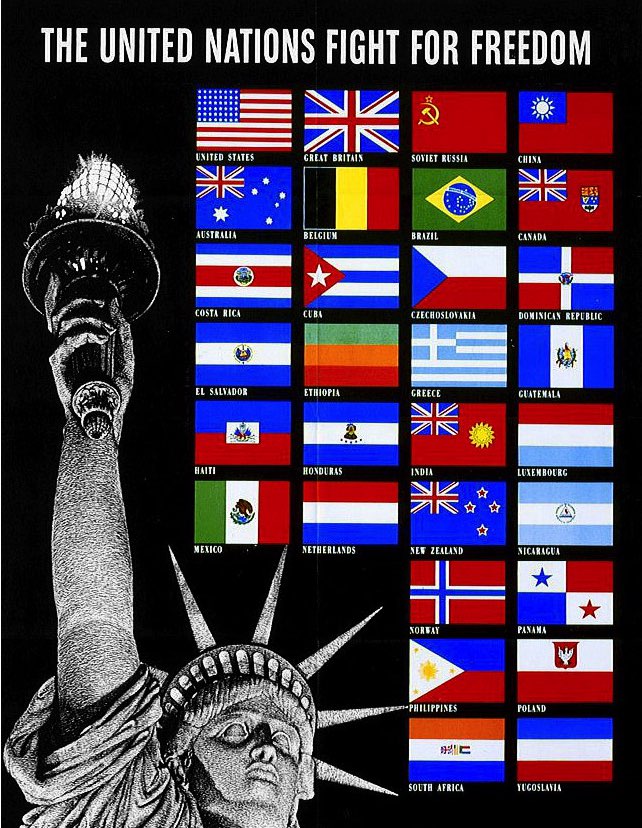 THE UNITED NATIONS FIGHT FOR FREEDOM
UNITED STATES
GREAT BRITAIN
SOVIET RUSSIA
CHINA
AUSTRALIA
BELGIUM
BRAZIL
CANADA
COSTA RICA
CUBA
CZECHOSLOVAKIA
DOMINICAN REPUBLIC
EL SALVADOR
ETHIOPIA
GREECE
GUATEMALA
HAITI
HONDURAS
INDIA
LUXEMBOURG
MEXICO
NETHERLANDS
NEW ZEALAND
NICARAGUA
NORWAY
PANAMA
PHILIPPINES
POLAND
SOUTH AFRICA
YUGOSLAVIA